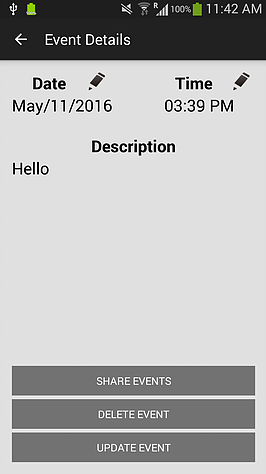 R 100% 11:42 AM
Event Details
Date Time
May/11/2016 03:39 PM
Description
Hello
SHARE EVENTS
DELETE EVENT
UPDATE EVENT